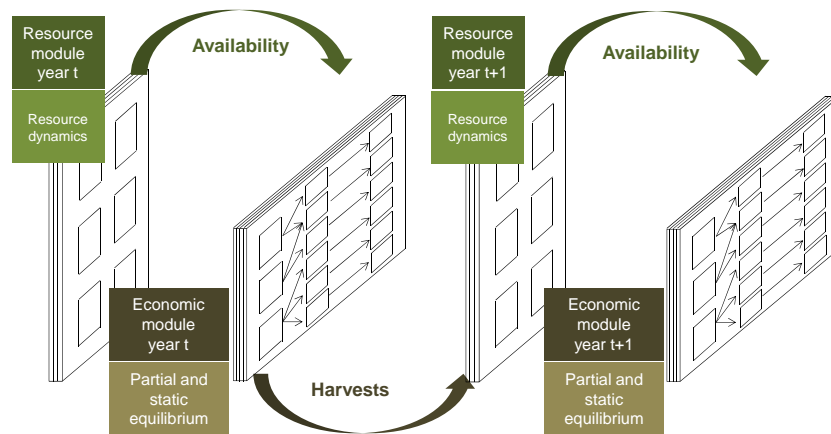 Resource
module
year t
Resource
dynamics
Availability
Economic
module
year t
Partial and
static
equilibrium
Harvests
Resource
module
year t+1
Resource
dynamics
Availability
Economic
module
year t+1
Partial and
static
equilibrium